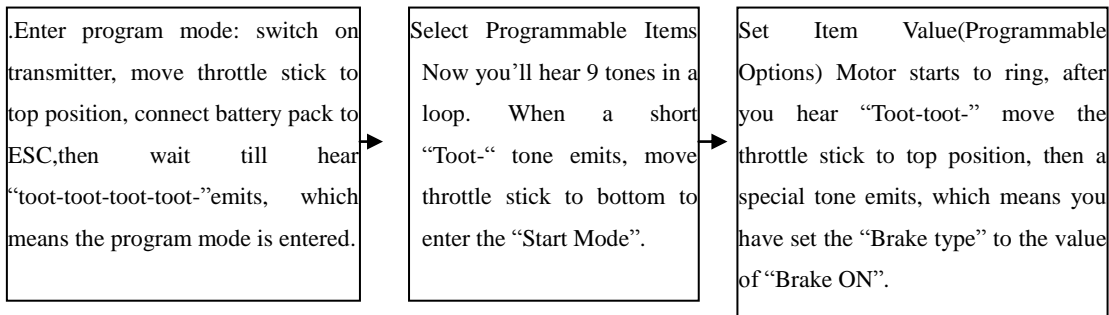 .Enter program mode: switch on
transmitter, move throttle stick to
top position, connect battery pack to
ESC,then wait till hear
“toot-toot-toot-toot-”emits, which
means the program mode is entered.
Select Programmable Items
Now you’ll hear 9 tones in a
loop. When a short
“Toot-“ tone emits, move
throttle stick to bottom to
enter the “Start Mode”.
Set Item Value(Programmable
Options) Motor starts to ring, after
you hear “Toot-toot-” move the
throttle stick to top position, then a
special tone emits, which means you
have set the “Brake type” to the value
of “Brake ON”.